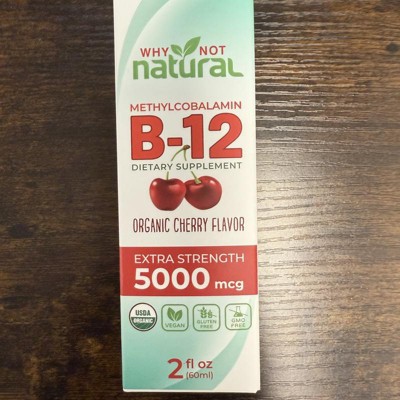 WHY NOT
natural
METHYLCOBALAMIN
B-12
DIETARY SUPPLEMENT
ORGANIC CHERRY FLAVOR
EXTRA STRENGTH
5000 mcg
USDA
ORGANIC
VEGAN
GLUTEN
FREE
GMO
FREE
2 fl oz
(60ml)